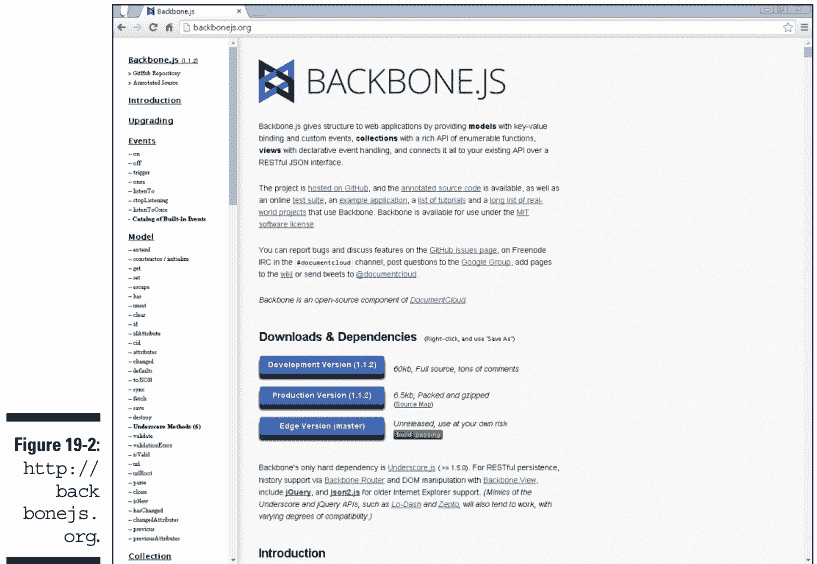 Backbone.js
backbonejs.org
Backbone.js (1.1.2)
» GitHub Repository
» Annotated Source
Introduction
Upgrading
Events
– on
– off
– trigger
– once
– listenTo
– stopListening
– listenToOnce
- Catalog of Built-in Events
Model
– extend
– constructor / initialize
– get
– set
– escape
– has
– unset
– clear
– id
– idAttribute
– cid
– attributes
– changed
– defaults
– toJSON
– sync
– fetch
– save
– destroy
– Underscore Methods (6)
– validate
– validationError
– isValid
– url
– urlRoot
– parse
– clone
– isNew
– hasChanged
– changedAttributes
– previous
– previousAttributes
Collection
BACKBONE.JS
Backbone.js gives structure to web applications by providing models with key-value
binding and custom events, collections with a rich API of enumerable functions,
views with declarative event handling, and connects it all to your existing API over a
RESTful JSON interface.
The project is hosted on GitHub, and the annotated source code is available, as well as
an online test suite, an example application, a list of tutorials and a long list of real-
world projects that use Backbone. Backbone is available for use under the MIT
software license.
You can report bugs and discuss features on the GitHub issues page, on Freenode
IRC in the #documentcloud channel, post questions to the Google Group, add pages
to the wiki or send tweets to @documentcloud.
Backbone is an open-source component of DocumentCloud.
Downloads & Dependencies (Right-click, and use "Save As")
Development Version (1.1.2) 60kb, Full source, tons of comments
Production Version (1.1.2) 6.5kb, Packed and gzipped
(Source Map)
Edge Version (master) Unreleased, use at your own risk
build passing
Backbone's only hard dependency is Underscore.js ( >= 1.5.0). For RESTful persistence,
history support via Backbone.Router and DOM manipulation with Backbone.View,
include jQuery, and json2.js for older Internet Explorer support. (Mimics of the
Underscore and jQuery APIs, such as Lo-Dash and Zepto, will also tend to work, with
varying degrees of compatibility.)
Introduction
Figure 19-2:
http://
back
bonejs.
org.